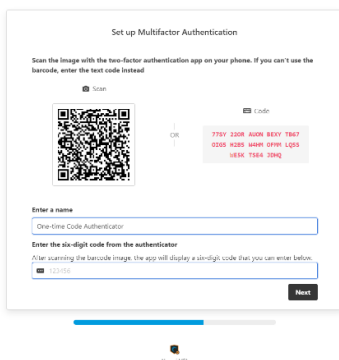 Set up Multifactor Authentication
Scan the image with the two-factor authentication app on your phone. If you can't use the
barcode, enter the text code instead
Scan
OR
Code
Enter a name
One-time Code Authenticator
Enter the six-digit code from the authenticator
After scanning the barcode image, the app will display a six-digit code that you can enter below.
123456
Next